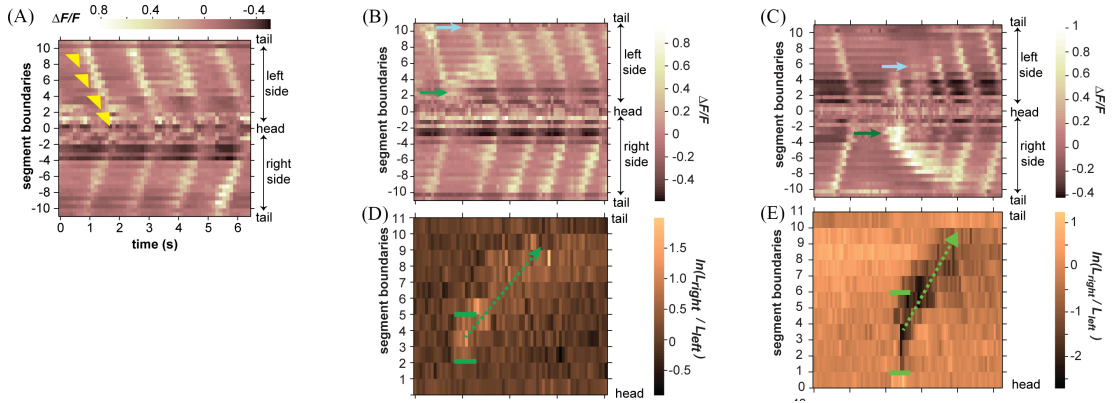 (A)
ΔF/F
0.8 0.4 0 -0.4
segment boundaries
10
8
6
4
2
0
-2
-4
-6
-8
-10
0 1 2 3 4 5 6
time (s)
tail
left
side
head
right
side
tail
(B)
segment boundaries
10
8
6
4
2
0
-2
-4
-6
-8
-10
tail
left
side
head
right
side
tail
0.8
0.4
0
-0.4
ΔF/F
(C)
segment boundaries
10
8
6
4
2
0
-2
-4
-6
-8
-10
tail
left
side
head
right
side
tail
1
0.8
0.6
0.4
0.2
0
-0.2
-0.4
ΔF/F
(D)
segment boundaries
11
10
9
8
7
6
5
4
3
2
1
tail
head
1.5
1.0
0.5
0
-0.5
ln(Lright / Lleft)
(E)
segment boundaries
11
10
9
8
7
6
5
4
3
2
1
0
tail
head
1
0
-1
-2
ln(Lright / Lleft)